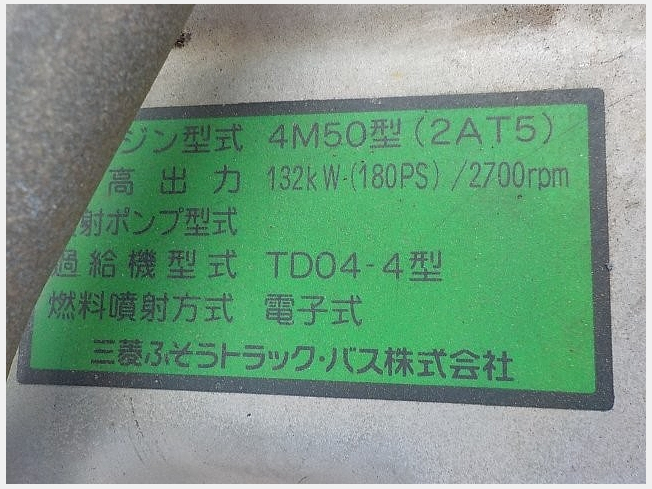 ジン型式 4M50型(2AT5)
高出力 132kW-(180PS)/2700rpm
射ポンプ型式
過給機型式 TD04-4型
燃料噴射方式 電子式
三菱ふそうトラック・バス株式会社